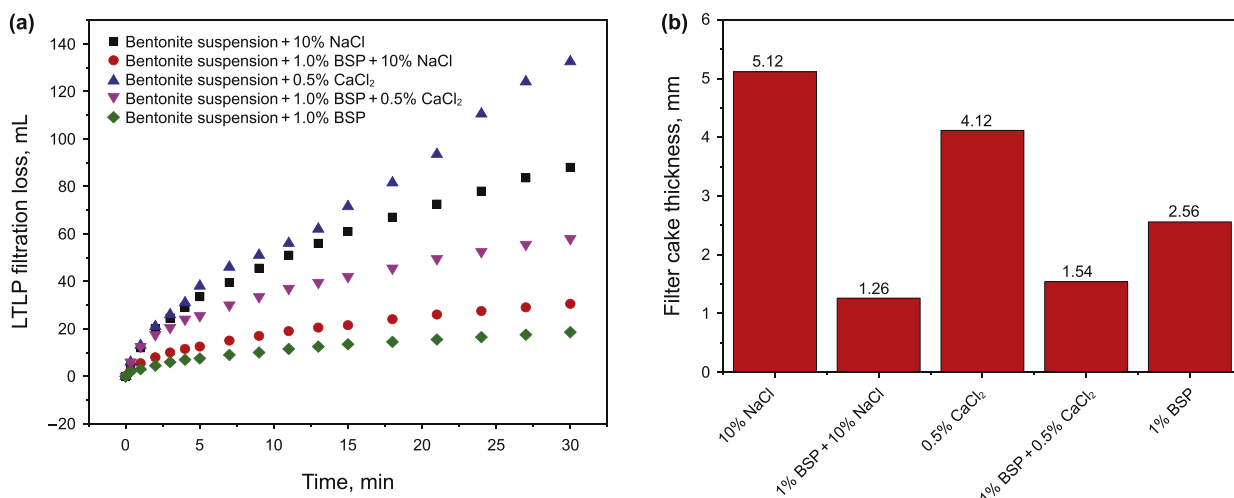 (a)
LTLP filtration loss, mL
140
120
100
80
60
40
20
0
–20
Bentonite suspension + 10% NaCl
Bentonite suspension + 1.0% BSP + 10% NaCl
Bentonite suspension + 0.5% CaCl₂
Bentonite suspension + 1.0% BSP + 0.5% CaCl₂
Bentonite suspension + 1.0% BSP
0 5 10 15 20 25 30
Time, min
(b)
Filter cake thickness, mm
6
5
4
3
2
1
0
5.12
1.26
4.12
1.54
2.56
10% NaCl
1% BSP + 10% NaCl
0.5% CaCl₂
1% BSP + 0.5% CaCl₂
1% BSP